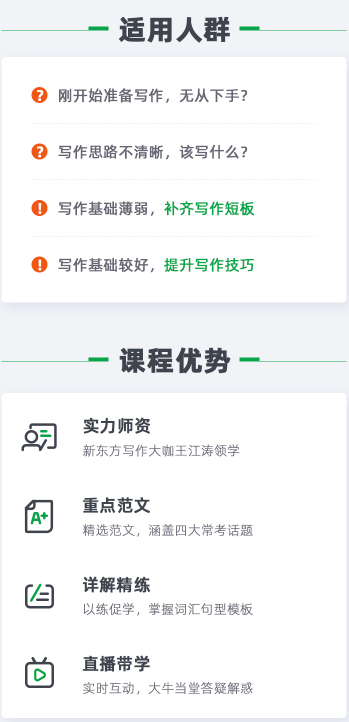 适用人群
刚开始准备写作，无从下手？
写作思路不清晰，该写什么？
写作基础薄弱，补齐写作短板
写作基础较好，提升写作技巧
课程优势
实力师资
新东方写作大咖王江涛领学
A+
重点范文
精选范文，涵盖四大常考话题
详解精练
以练促学，掌握词汇句型模板
直播带学
实时互动，大牛当堂答疑解惑